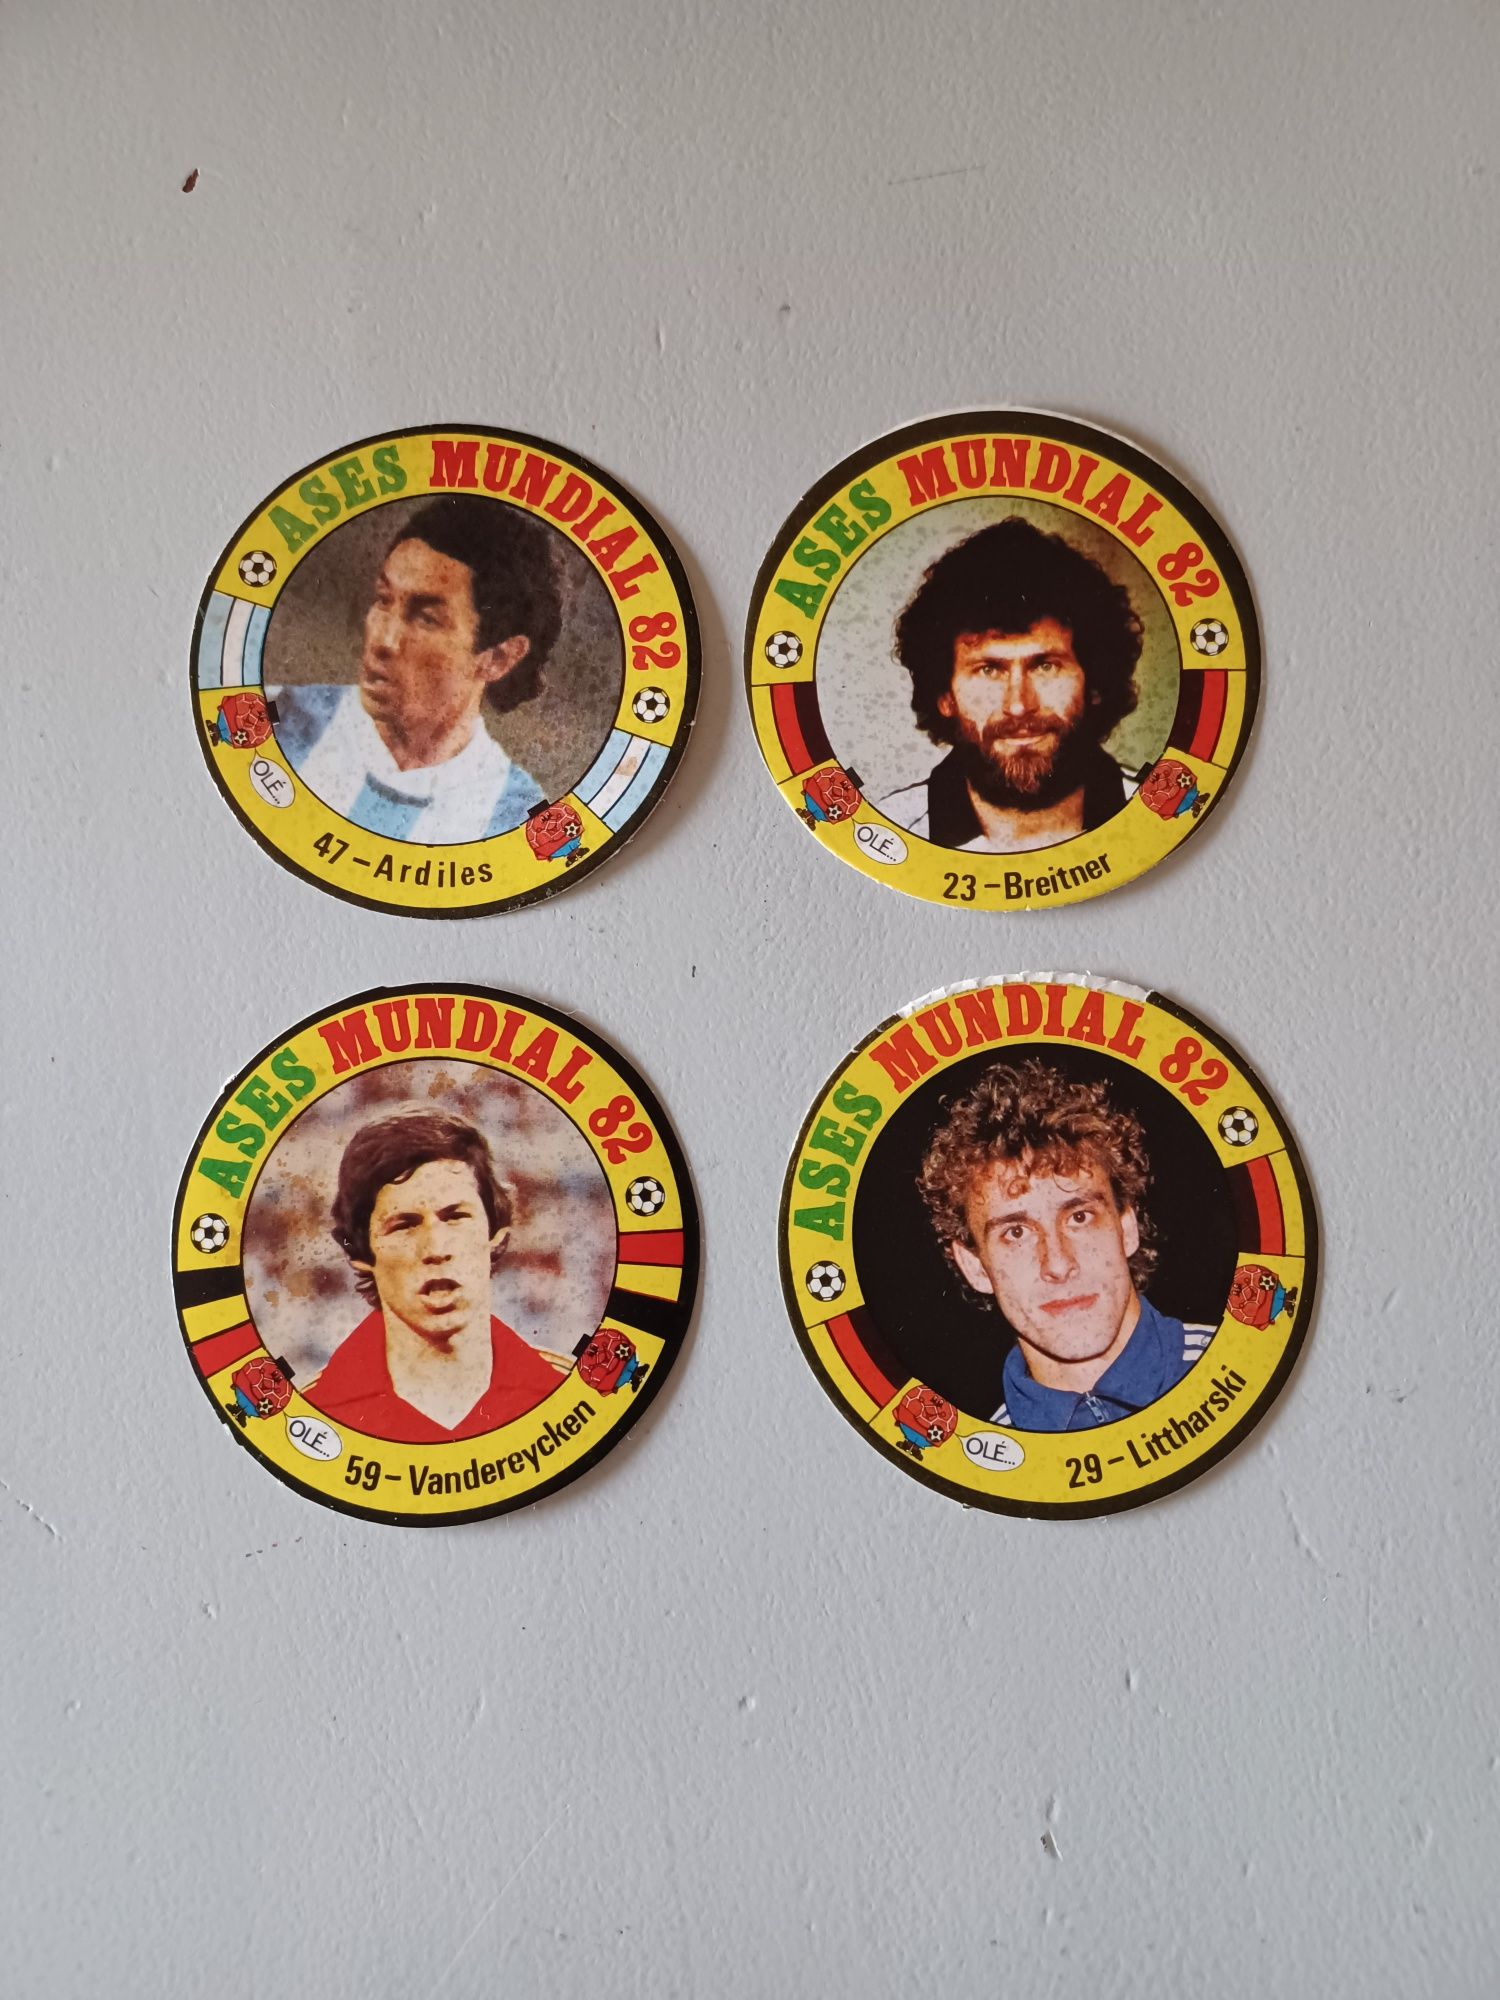 ASES MUNDIAL 82
OLÉ...
47-Ardiles
ASES MUNDIAL 82
OLÉ...
23-Breitner
ASES MUNDIAL 82
OLÉ...
59-Vandereycken
ASES MUNDIAL 82
OLÉ...
29-Littharski